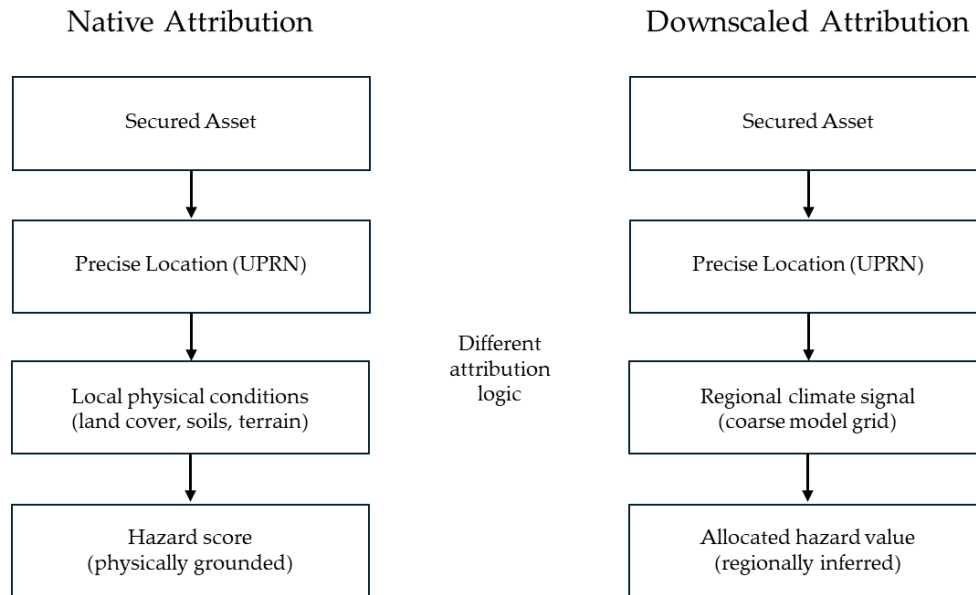 Native Attribution
Secured Asset
Precise Location (UPRN)
Local physical conditions
(land cover, soils, terrain)
Hazard score
(physically grounded)
Different
attribution
logic
Downscaled Attribution
Secured Asset
Precise Location (UPRN)
Regional climate signal
(coarse model grid)
Allocated hazard value
(regionally inferred)